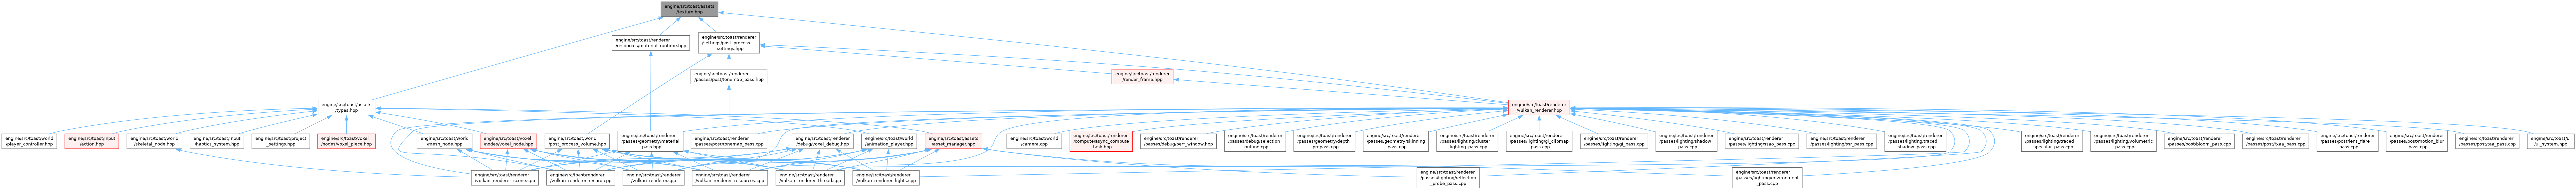 engine/src/toast/assets
/texture.hpp
engine/src/toast/renderer
/resources/material_runtime.hpp
engine/src/toast/renderer
/settings/post_process
_settings.hpp
engine/src/toast/renderer
/passes/post/tonemap_pass.hpp
engine/src/toast/renderer
/render_frame.hpp
engine/src/toast/assets
/types.hpp
engine/src/toast/renderer
/vulkan_renderer.hpp
engine/src/toast/world
/player_controller.hpp
engine/src/toast/input
/action.hpp
engine/src/toast/world
/skeletal_node.hpp
engine/src/toast/input
/haptics_system.hpp
engine/src/toast/project
_settings.hpp
engine/src/toast/voxel
/nodes/voxel_piece.hpp
engine/src/toast/world
/mesh_node.hpp
engine/src/toast/voxel
/nodes/voxel_node.hpp
engine/src/toast/world
/post_process_volume.hpp
engine/src/toast/renderer
/passes/geometry/material
_pass.hpp
engine/src/toast/renderer
/passes/post/tonemap_pass.cpp
engine/src/toast/renderer
/debug/voxel_debug.hpp
engine/src/toast/world
/animation_player.hpp
engine/src/toast/assets
/asset_manager.hpp
engine/src/toast/world
/camera.cpp
engine/src/toast/renderer
/compute/async_compute
_task.hpp
engine/src/toast/renderer
/passes/debug/perf_window.hpp
engine/src/toast/renderer
/passes/debug/selection
_outline.cpp
engine/src/toast/renderer
/passes/geometry/depth
_prepass.cpp
engine/src/toast/renderer
/passes/geometry/skinning
_pass.cpp
engine/src/toast/renderer
/passes/lighting/cluster
_lighting_pass.cpp
engine/src/toast/renderer
/passes/lighting/gi_clipmap
_pass.cpp
engine/src/toast/renderer
/passes/lighting/gi_pass.cpp
engine/src/toast/renderer
/passes/lighting/shadow
_pass.cpp
engine/src/toast/renderer
/passes/lighting/ssao_pass.cpp
engine/src/toast/renderer
/passes/lighting/ssr_pass.cpp
engine/src/toast/renderer
/passes/lighting/traced
_shadow_pass.cpp
engine/src/toast/renderer
/passes/lighting/traced
_specular_pass.cpp
engine/src/toast/renderer
/passes/lighting/volumetric
_pass.cpp
engine/src/toast/renderer
/passes/post/bloom_pass.cpp
engine/src/toast/renderer
/passes/post/fxaa_pass.cpp
engine/src/toast/renderer
/passes/post/lens_flare
_pass.cpp
engine/src/toast/renderer
/passes/post/motion_blur
_pass.cpp
engine/src/toast/renderer
/passes/post/taa_pass.cpp
engine/src/toast/ui
/ui_system.hpp
engine/src/toast/renderer
/vulkan_renderer_scene.cpp
engine/src/toast/renderer
/vulkan_renderer_record.cpp
engine/src/toast/renderer
/vulkan_renderer.cpp
engine/src/toast/renderer
/vulkan_renderer_resources.cpp
engine/src/toast/renderer
/vulkan_renderer_thread.cpp
engine/src/toast/renderer
/vulkan_renderer_lights.cpp
engine/src/toast/renderer
/passes/lighting/reflection
_probe_pass.cpp
engine/src/toast/renderer
/passes/lighting/environment
_pass.cpp